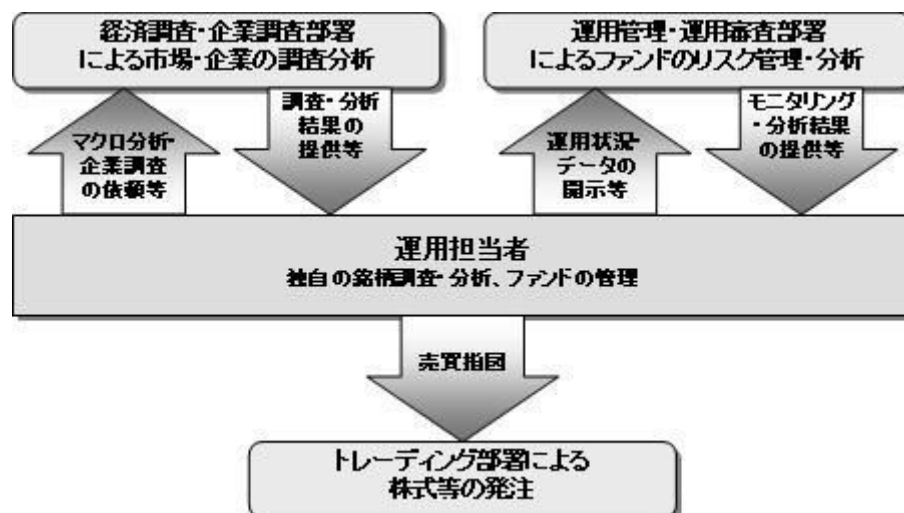 経済調査・企業調査部署
による市場・企業の調査分析
運用管理・運用審査部署
によるファンドのリスク管理・分析
マクロ分析・
企業調査
の依頼等
調査・分析
結果の
提供等
運用状況・
データの
開示等
モニタリング
・分析結果
の提供等
運用担当者
独自の銘柄調査・分析、ファンドの管理
売買指図
トレーディング部署による
株式等の発注